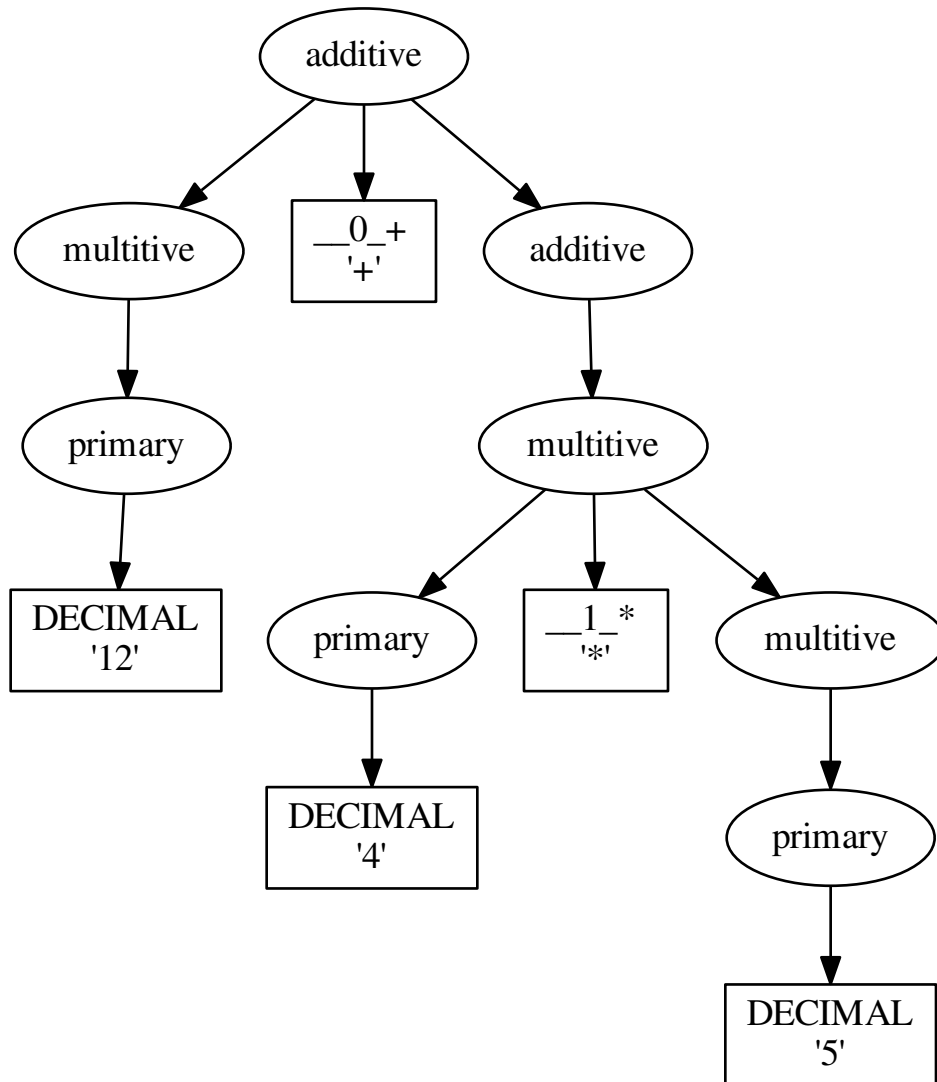 additive
multitive
__0_+
'+'
additive
primary
multitive
DECIMAL
'12'
primary
__1_*
'*'
multitive
DECIMAL
'4'
primary
DECIMAL
'5'